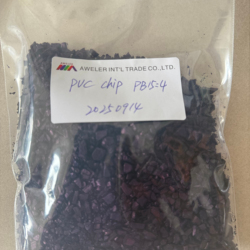 AWELER INT'L TRADE CO.,LTD.
PVC chip PB15:4
20250914